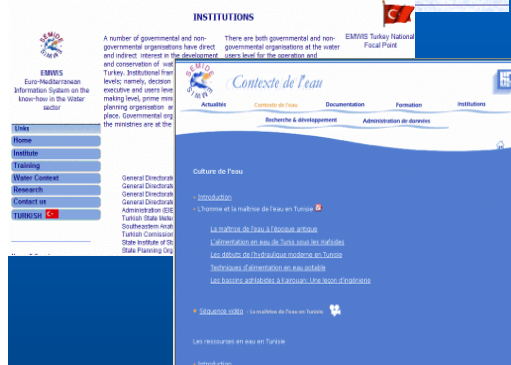 INSTITUTIONS
EMWIS
Euro-Mediterranean
Information System on the
know-how in the Water
sector
Links
Home
Institute
Training
Water Context
Research
Contact us
TURKISH
A number of governmental and non-
governmental organisations have direct
and indirect interest in the development
and conservation of wat
Turkey. Institutional fram
levels; namely, decision
executive and users leve
making level, prime mini
planning organisation a
place. Governmental org
the ministries are at the
There are both governmental and non-
governmental organisations at the water
users level for the operation and
EMWIS Turkey National
Focal Point
General Directorate
General Directorate
General Directorate
General Directorate
Administration (EIE
Turkish State Mete
Southeastern Anat
Turkish Comission
State Institute of St
State Planning Org
SEMIDE
EMWIS
Contexte de l'eau
Actualités
Contexte de l'eau
Documentation
Formation
Institutions
Recherche & développement
Administration de données
Culture de l'eau
Introduction
L'homme et la maîtrise de l'eau en Tunisie
La maîtrise de l'eau à l'époque antique
L'alimentation en eau de Tunis sous les hafsides
Les débuts de l'hydraulique moderne en Tunisie
Techniques d'alimentation en eau potable
Les bassins aghlabides à Kairouan: Une leçon d'ingénierie
Séquence vidéo - La maîtrise de l'eau en Tunisie
Les ressources en eau en Tunisie
Introduction